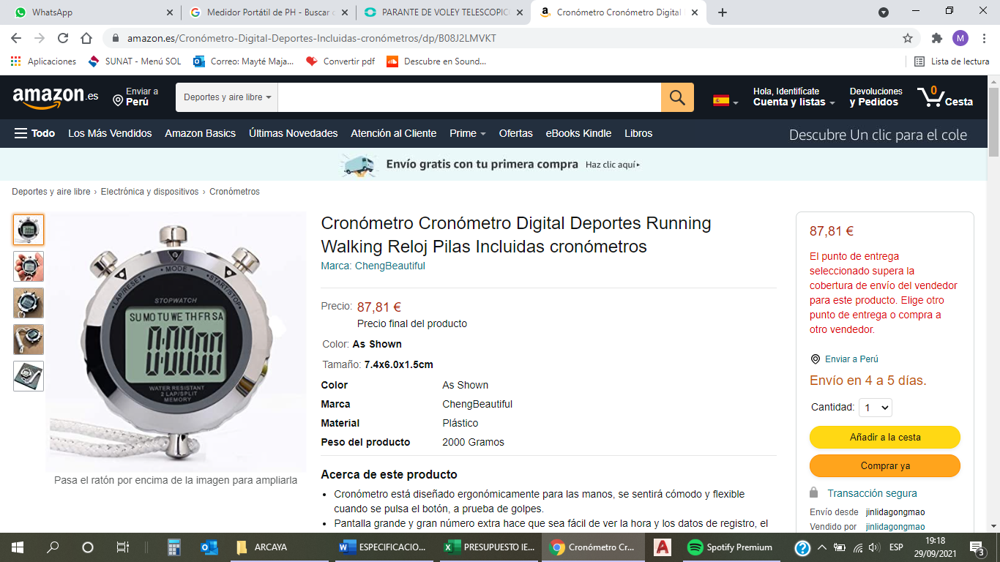 WhatsApp
Medidor Portátil de PH - Buscar c
PARANTE DE VOLEY TELESCOPIC
Cronómetro Cronómetro Digital
amazon.es/Cronómetro-Digital-Deportes-Incluidas-cronómetros/dp/B08J2LMVKT
M
Aplicaciones
SUNAT - Menú SOL
Correo: Mayté Maja...
Convertir pdf
Descubre en Sound...
Lista de lectura
amazon.es
Enviar a
Perú
Deportes y aire libre
Hola, Identifícate
Cuenta y listas
Devoluciones
y Pedidos
0
Cesta
Todo
Los Más Vendidos
Amazon Basics
Últimas Novedades
Atención al Cliente
Prime
Ofertas
eBooks Kindle
Libros
Descubre Un clic para el cole
Envío gratis con tu primera compra Haz clic aquí▸
Deportes y aire libre › Electrónica y dispositivos › Cronómetros
LAP/RESET
MODE
START/STOP
STOPWATCH
SU MO TU WE TH FR SA
0:00:00
WATER RESISTANT
2 LAP/SPLIT
MEMORY
Pasa el ratón por encima de la imagen para ampliarla
Cronómetro Cronómetro Digital Deportes Running
Walking Reloj Pilas Incluidas cronómetros
Marca: ChengBeautiful
Precio: 87,81 €
Precio final del producto
Color: As Shown
Tamaño: 7.4x6.0x1.5cm
Color As Shown
Marca ChengBeautiful
Material Plástico
Peso del producto 2000 Gramos
Acerca de este producto
• Cronómetro está diseñado ergonómicamente para las manos, se sentirá cómodo y flexible
cuando se pulsa el botón, a prueba de golpes.
• Pantalla grande y gran número extra hace que sea fácil de ver la hora y los datos de registro, el
87,81 €
El punto de entrega
seleccionado supera la
cobertura de envío del vendedor
para este producto. Elige otro
punto de entrega o compra a
otro vendedor.
Enviar a Perú
Envío en 4 a 5 días.
Cantidad: 1
Añadir a la cesta
Comprar ya
Transacción segura
Envío desde jinlidagongmao
Vendido por jinlidagongmao
ARCAYA
ESPECIFICACIO...
PRESUPUESTO IE...
Cronómetro Cr...
Spotify Premium
ESP
19:18
29/09/2021
3